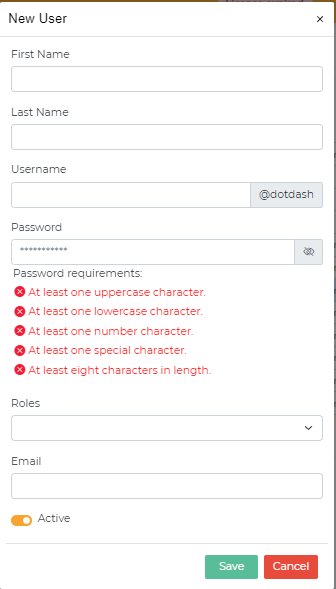 New User
×
First Name
Last Name
Username
@dotdash
Password
***********
Password requirements:
At least one uppercase character.
At least one lowercase character.
At least one number character.
At least one special character.
At least eight characters in length.
Roles
Email
Active
Save Cancel